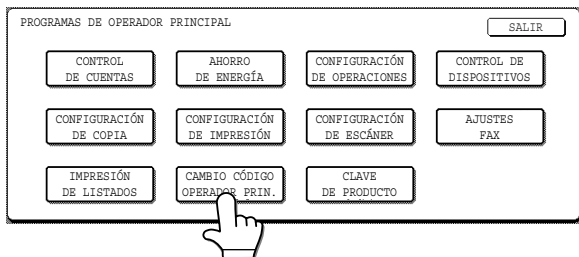 PROGRAMAS DE OPERADOR PRINCIPAL
SALIR
CONTROL
DE CUENTAS
AHORRO
DE ENERGÍA
CONFIGURACIÓN
DE OPERACIONES
CONTROL DE
DISPOSITIVOS
CONFIGURACIÓN
DE COPIA
CONFIGURACIÓN
DE IMPRESIÓN
CONFIGURACIÓN
DE ESCÁNER
AJUSTES
FAX
IMPRESIÓN
DE LISTADOS
CAMBIO CÓDIGO
OPERADOR PRIN.
CLAVE
DE PRODUCTO